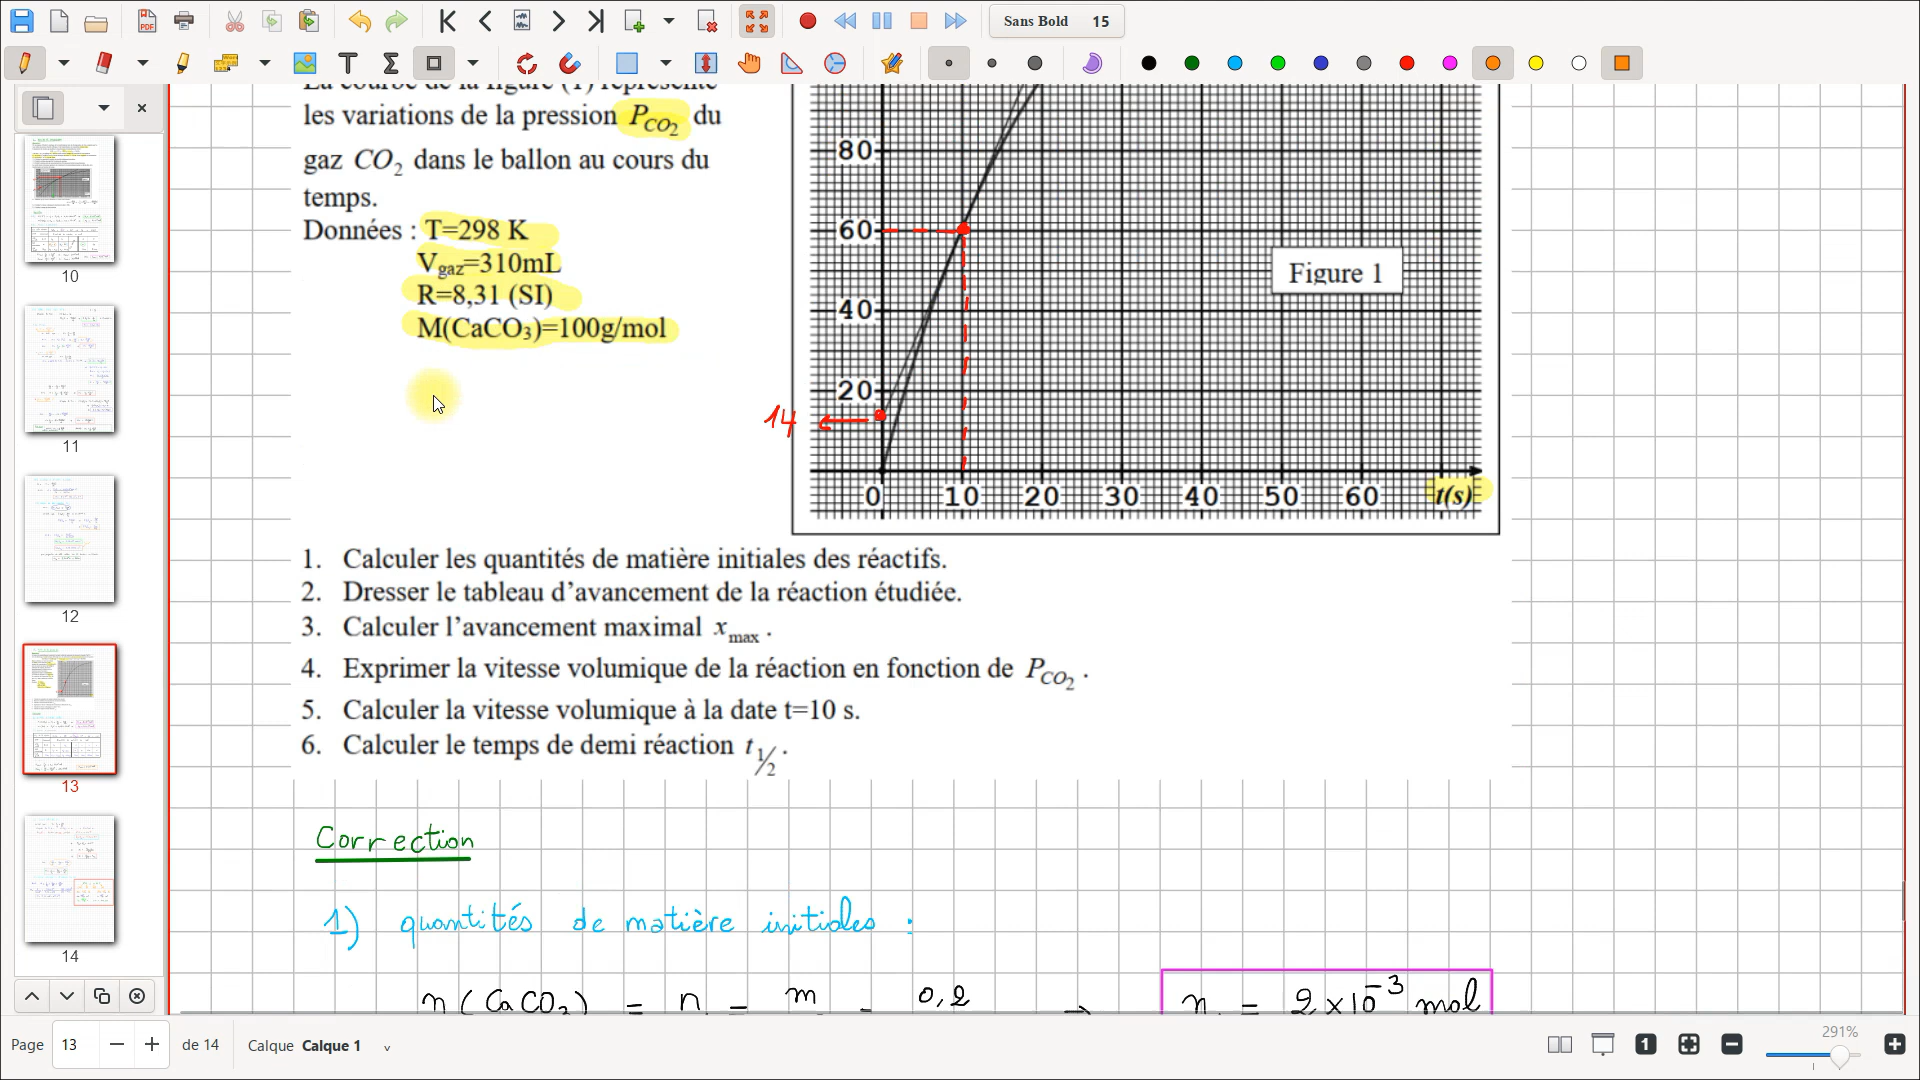 Sans Bold 15
La courbe de la figure (1) représente
les variations de la pression P_CO2 du
gaz CO2 dans le ballon au cours du
temps.
Données : T=298 K
Vgaz=310mL
R=8,31 (SI)
M(CaCO3)=100g/mol
80
60
40
20
14
0 10 20 30 40 50 60 t(s)
Figure 1
1. Calculer les quantités de matière initiales des réactifs.
2. Dresser le tableau d’avancement de la réaction étudiée.
3. Calculer l’avancement maximal xmax .
4. Exprimer la vitesse volumique de la réaction en fonction de P_CO2 .
5. Calculer la vitesse volumique à la date t=10 s.
6. Calculer le temps de demi réaction t1/2 .
Correction
1) quantités de matière initiales :
n(CaCO3) = n = m = 0,2 → n = 2×10⁻³ mol
10
11
12
13
14
Page 13 de 14 Calque Calque 1
291%